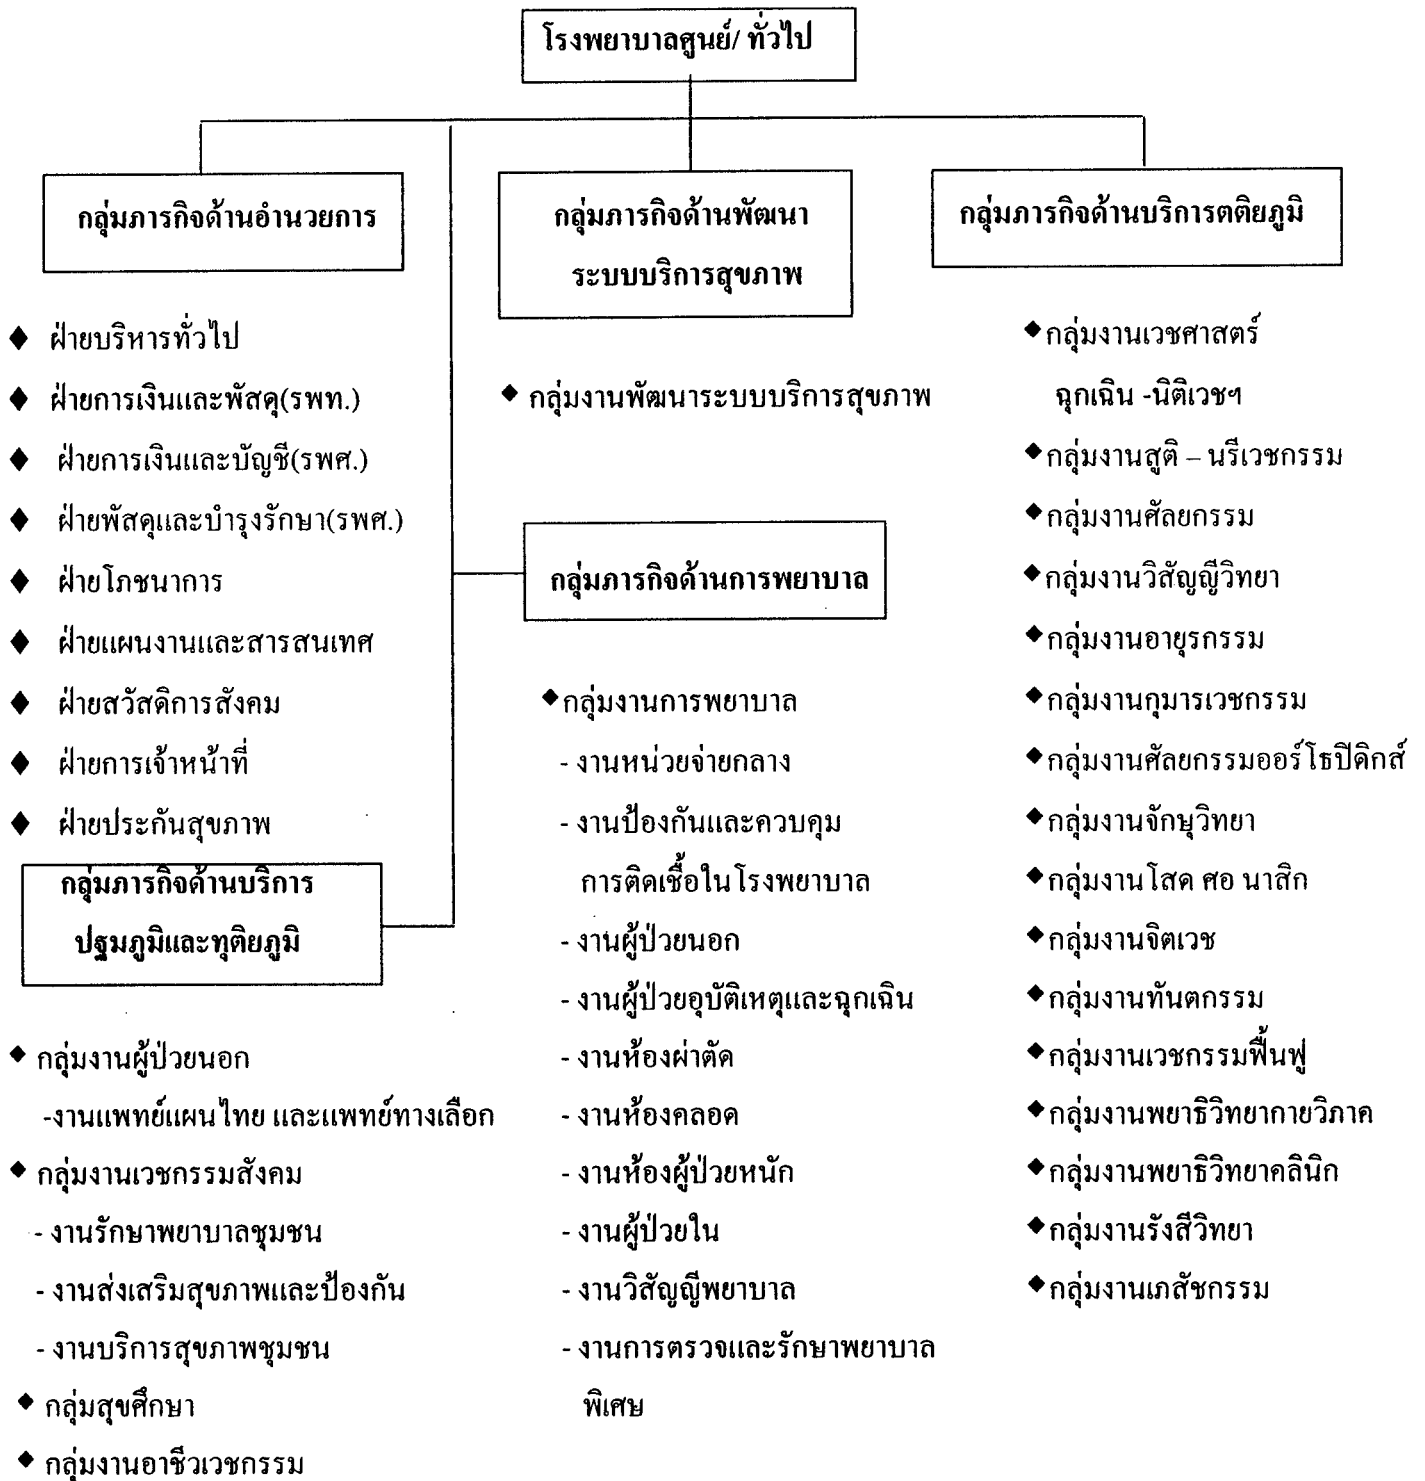 โรงพยาบาลศูนย์/ ทั่วไป
กลุ่มภารกิจด้านอำนวยการ
♦ ฝ่ายบริหารทั่วไป
♦ ฝ่ายการเงินและพัสดุ(รพท.)
♦ ฝ่ายการเงินและบัญชี(รพศ.)
♦ ฝ่ายพัสดุและบำรุงรักษา(รพศ.)
♦ ฝ่ายโภชนาการ
♦ ฝ่ายแผนงานและสารสนเทศ
♦ ฝ่ายสวัสดิการสังคม
♦ ฝ่ายการเจ้าหน้าที่
♦ ฝ่ายประกันสุขภาพ
กลุ่มภารกิจด้านบริการ
ปฐมภูมิและทุติยภูมิ
♦ กลุ่มงานผู้ป่วยนอก
-งานแพทย์แผนไทย และแพทย์ทางเลือก
♦ กลุ่มงานเวชกรรมสังคม
- งานรักษาพยาบาลชุมชน
- งานส่งเสริมสุขภาพและป้องกัน
- งานบริการสุขภาพชุมชน
♦ กลุ่มสุขศึกษา
♦ กลุ่มงานอาชีวเวชกรรม
กลุ่มภารกิจด้านพัฒนา
ระบบบริการสุขภาพ
♦ กลุ่มงานพัฒนาระบบบริการสุขภาพ
กลุ่มภารกิจด้านการพยาบาล
♦กลุ่มงานการพยาบาล
- งานหน่วยจ่ายกลาง
- งานป้องกันและควบคุม
การติดเชื้อในโรงพยาบาล
- งานผู้ป่วยนอก
- งานผู้ป่วยอุบัติเหตุและฉุกเฉิน
- งานห้องผ่าตัด
- งานห้องคลอด
- งานห้องผู้ป่วยหนัก
- งานผู้ป่วยใน
- งานวิสัญญีพยาบาล
- งานการตรวจและรักษาพยาบาล
พิเศษ
กลุ่มภารกิจด้านบริการตติยภูมิ
♦กลุ่มงานเวชศาสตร์
ฉุกเฉิน -นิติเวชฯ
♦กลุ่มงานสูติ – นรีเวชกรรม
♦กลุ่มงานศัลยกรรม
♦กลุ่มงานวิสัญญีวิทยา
♦กลุ่มงานอายุรกรรม
♦กลุ่มงานกุมารเวชกรรม
♦กลุ่มงานศัลยกรรมออร์โธปิดิกส์
♦กลุ่มงานจักษุวิทยา
♦กลุ่มงานโสต ศอ นาสิก
♦กลุ่มงานจิตเวช
♦กลุ่มงานทันตกรรม
♦กลุ่มงานเวชกรรมฟื้นฟู
♦กลุ่มงานพยาธิวิทยากายวิภาค
♦กลุ่มงานพยาธิวิทยาคลินิก
♦กลุ่มงานรังสีวิทยา
♦กลุ่มงานเภสัชกรรม